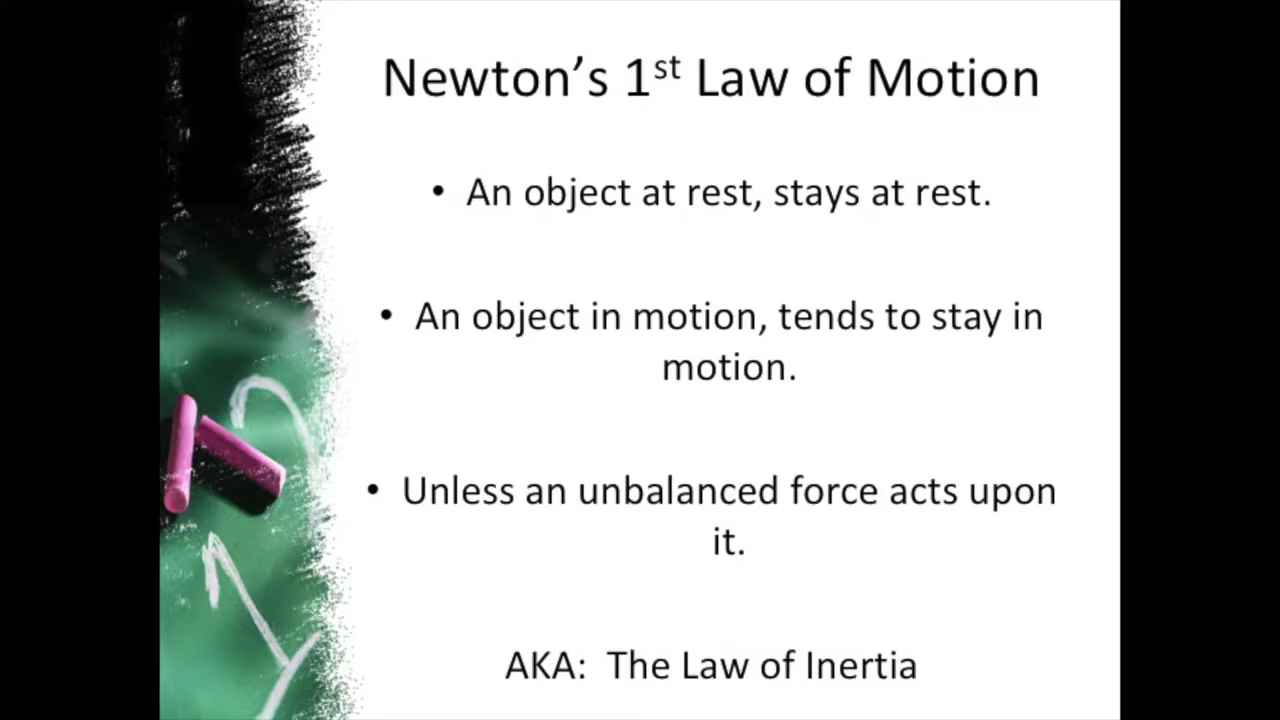 Newton’s 1st Law of Motion
• An object at rest, stays at rest.
• An object in motion, tends to stay in
motion.
• Unless an unbalanced force acts upon
it.
AKA:  The Law of Inertia